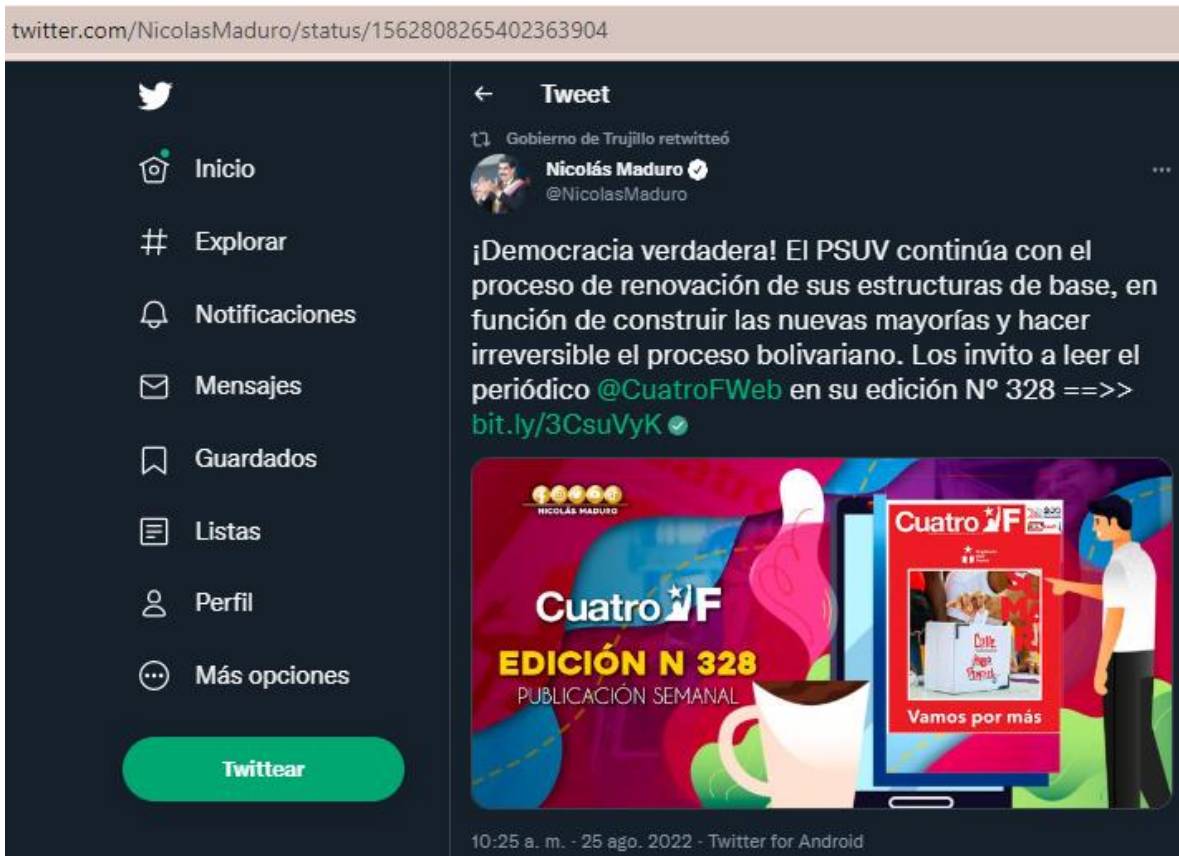 twitter.com/NicolasMaduro/status/1562808265402363904
Inicio
Explorar
Notificaciones
Mensajes
Guardados
Listas
Perfil
Más opciones
Twittear
Tweet
Gobierno de Trujillo retwitteó
Nicolás Maduro
@NicolasMaduro
¡Democracia verdadera! El PSUV continúa con el
proceso de renovación de sus estructuras de base, en
función de construir las nuevas mayorías y hacer
irreversible el proceso bolivariano. Los invito a leer el
periódico @CuatroFWeb en su edición Nº 328 ==>>
bit.ly/3CsuVyK
NICOLÁS MADURO
Cuatro F
EDICIÓN N 328
PUBLICACIÓN SEMANAL
Cuatro F
Calle
Vamos por más
10:25 a. m. · 25 ago. 2022 · Twitter for Android